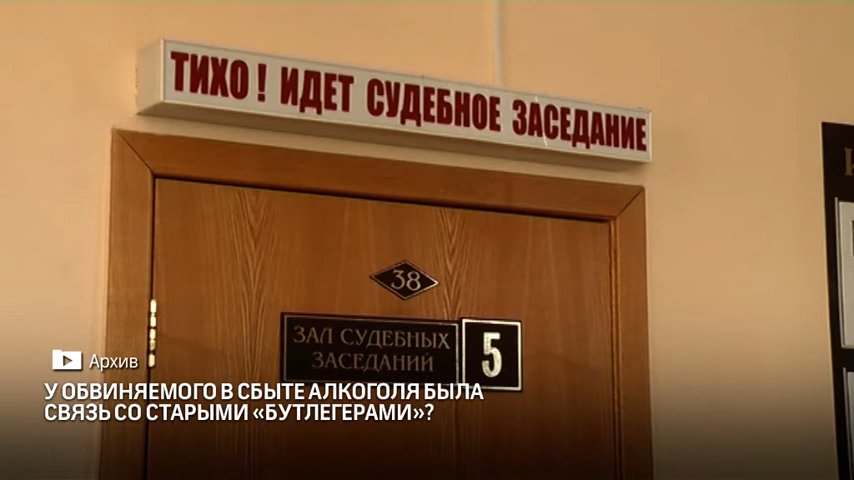 ТИХО! ИДЕТ СУДЕБНОЕ ЗАСЕДАНИЕ
38
ЗАЛ СУДЕБНЫХ
ЗАСЕДАНИЙ
5
Архив
У ОБВИНЯЕМОГО В СБЫТЕ АЛКОГОЛЯ БЫЛА
СВЯЗЬ СО СТАРЫМИ «БУТЛЕГЕРАМИ»?